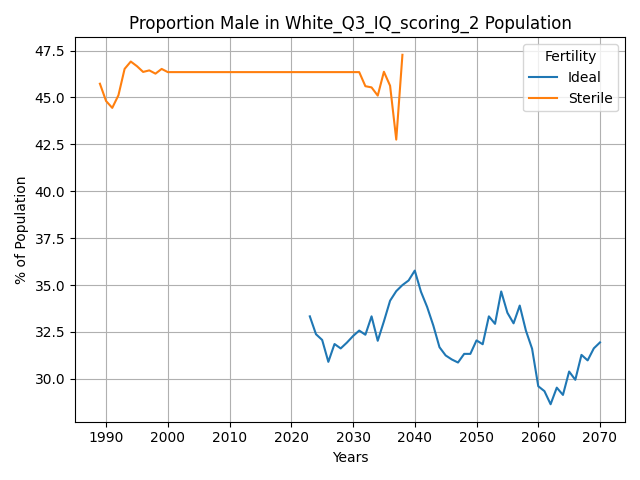 Proportion Male in White_Q3_IQ_scoring_2 Population
47.5
45.0
42.5
40.0
37.5
35.0
32.5
30.0
% of Population
Fertility
Ideal
Sterile
1990 2000 2010 2020 2030 2040 2050 2060 2070
Years